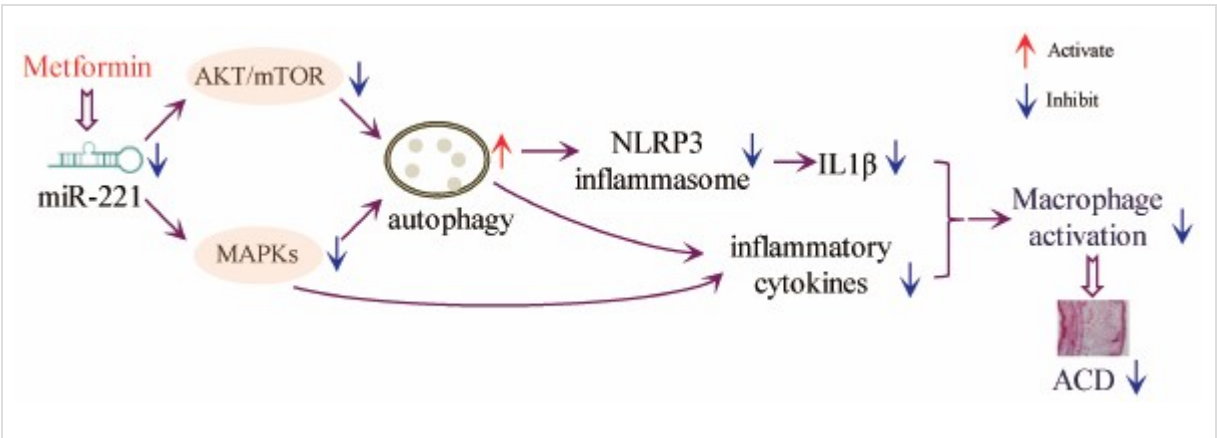 Metformin
AKT/mTOR
miR-221
MAPKs
autophagy
NLRP3
inflammasome
IL1β
inflammatory
cytokines
Macrophage
activation
ACD
Activate
Inhibit